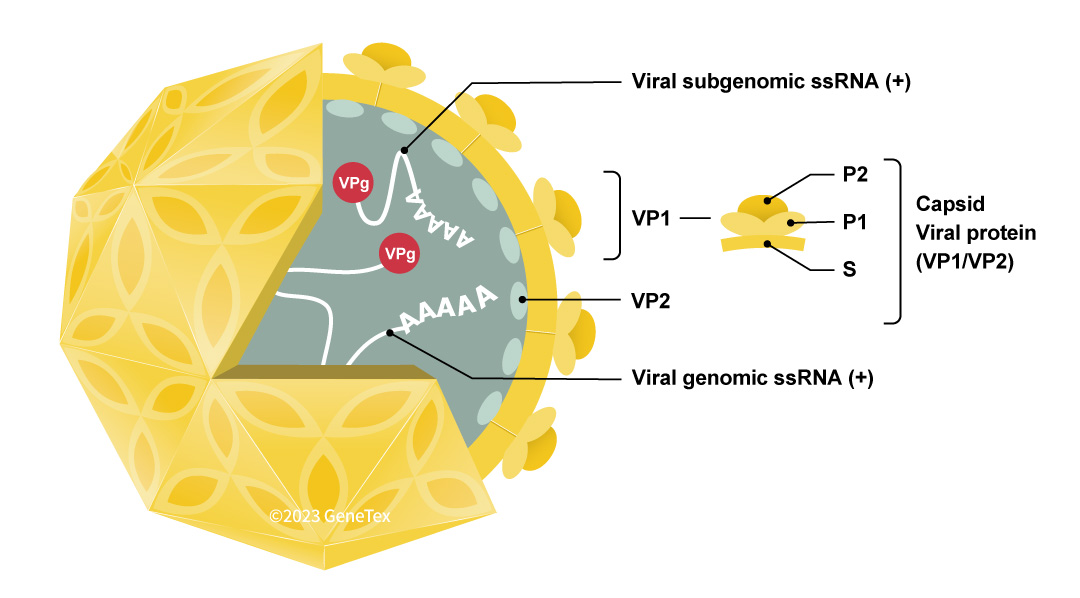 Viral subgenomic ssRNA (+)
VPg
AAAAA
VPg
AAAAA
VP1
P2
P1
S
Capsid
Viral protein
(VP1/VP2)
VP2
Viral genomic ssRNA (+)
©2023 GeneTex